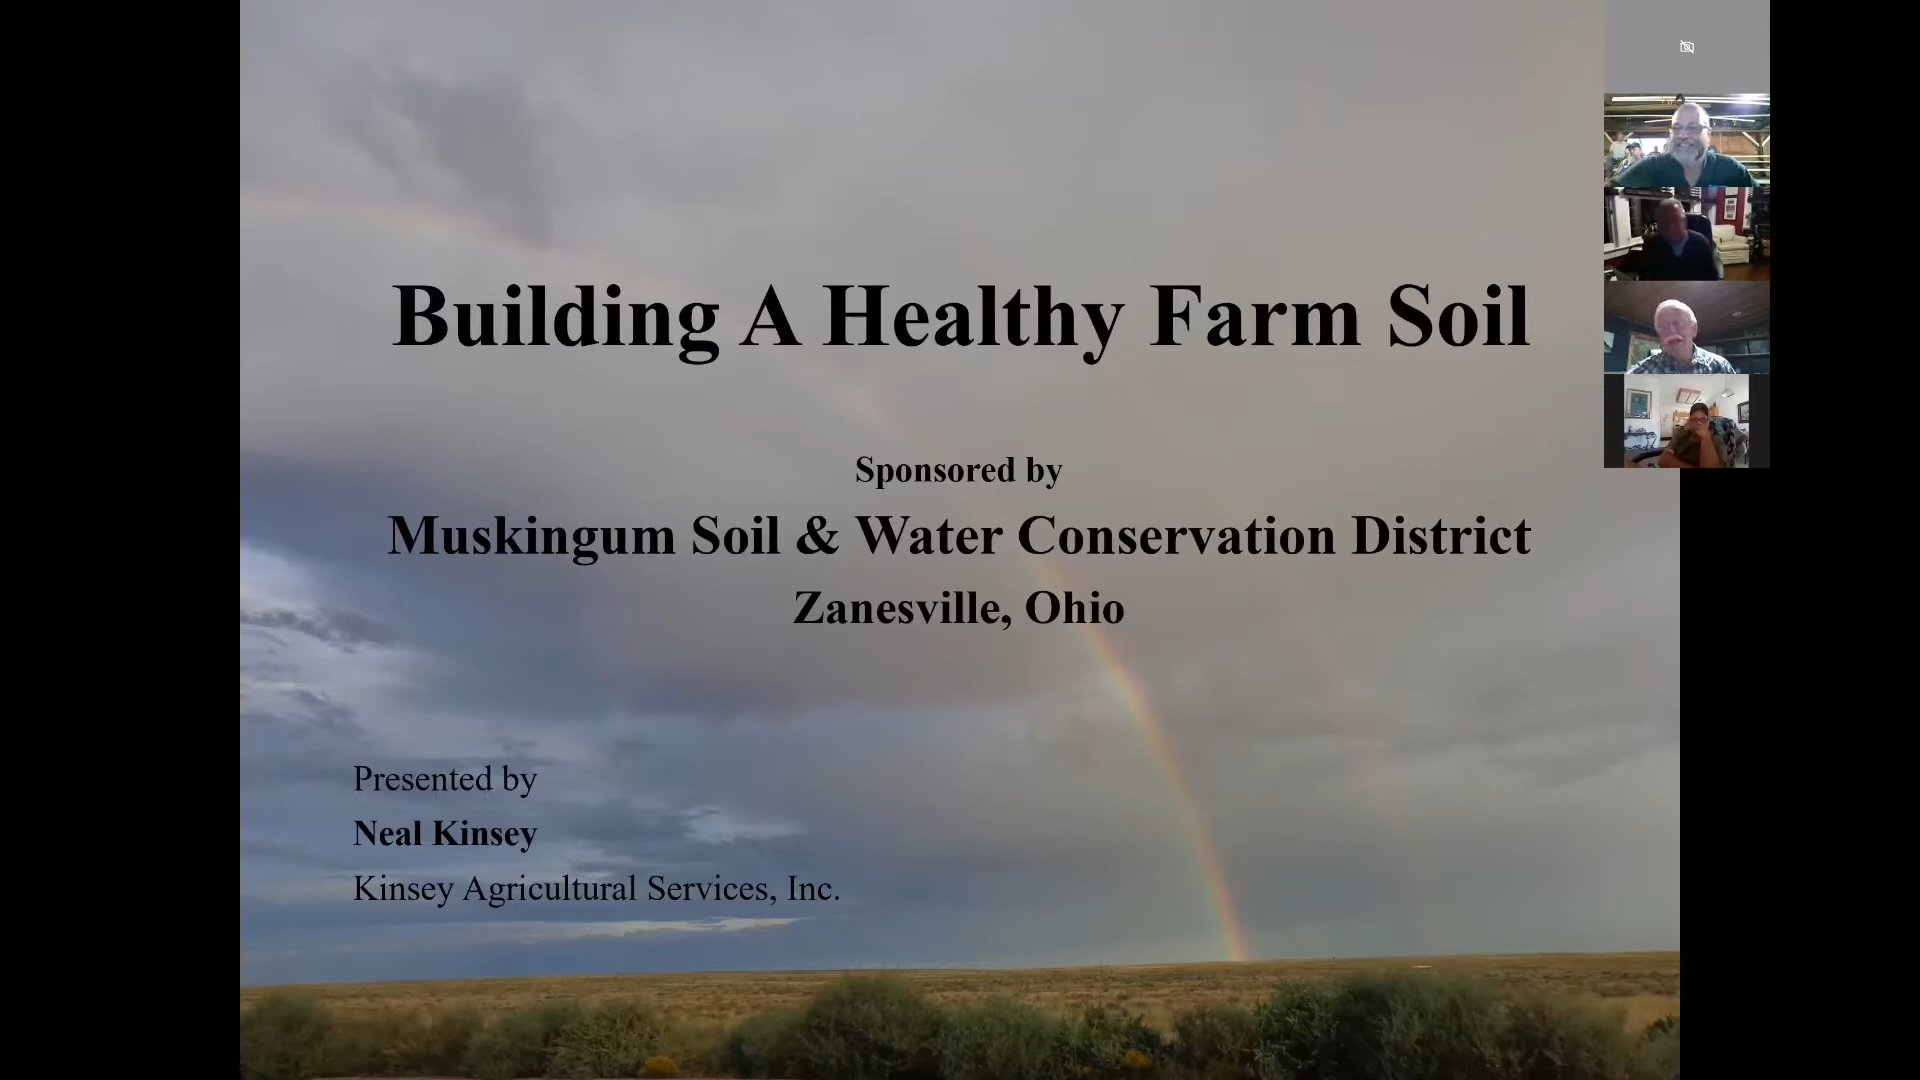 Building A Healthy Farm Soil
Sponsored by
Muskingum Soil & Water Conservation District
Zanesville, Ohio
Presented by
Neal Kinsey
Kinsey Agricultural Services, Inc.